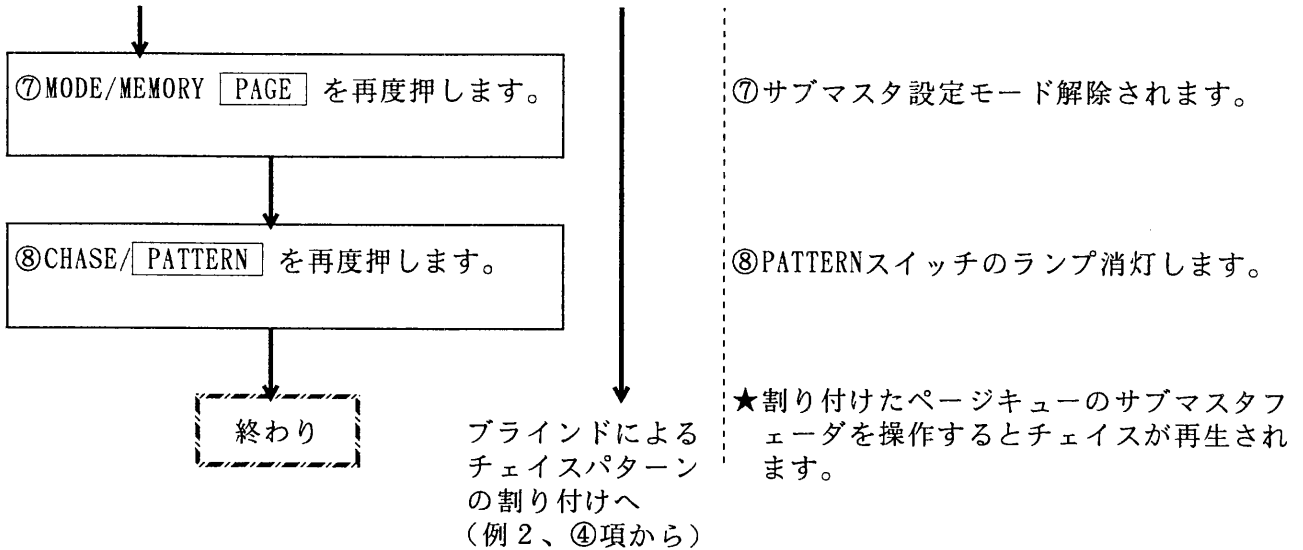 ⑦MODE/MEMORY PAGE を再度押します。
⑦サブマスタ設定モード解除されます。
⑧CHASE/ PATTERN を再度押します。
⑧PATTERNスイッチのランプ消灯します。
終わり
ブラインドによる
チェイスパターン
の割り付けへ
(例2、④項から)
★割り付けたページキューのサブマスタフ
ェーダを操作するとチェイスが再生され
ます。